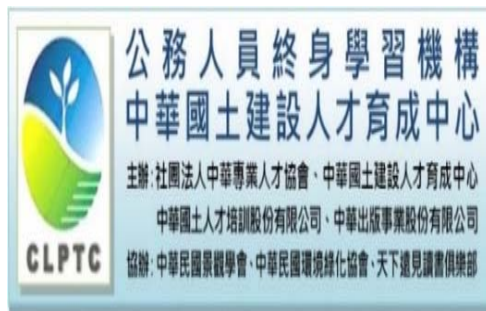 公務人員終身學習機構
中華國土建設人才育成中心
主辦:社團法人中華專業人才協會、中華國土建設人才育成中心
中華國土人才培訓股份有限公司、中華出版事業股份有限公司
協辦:中華民國景觀學會、中華民國環境綠化協會、天下遠見讀書俱樂部
CLPTC